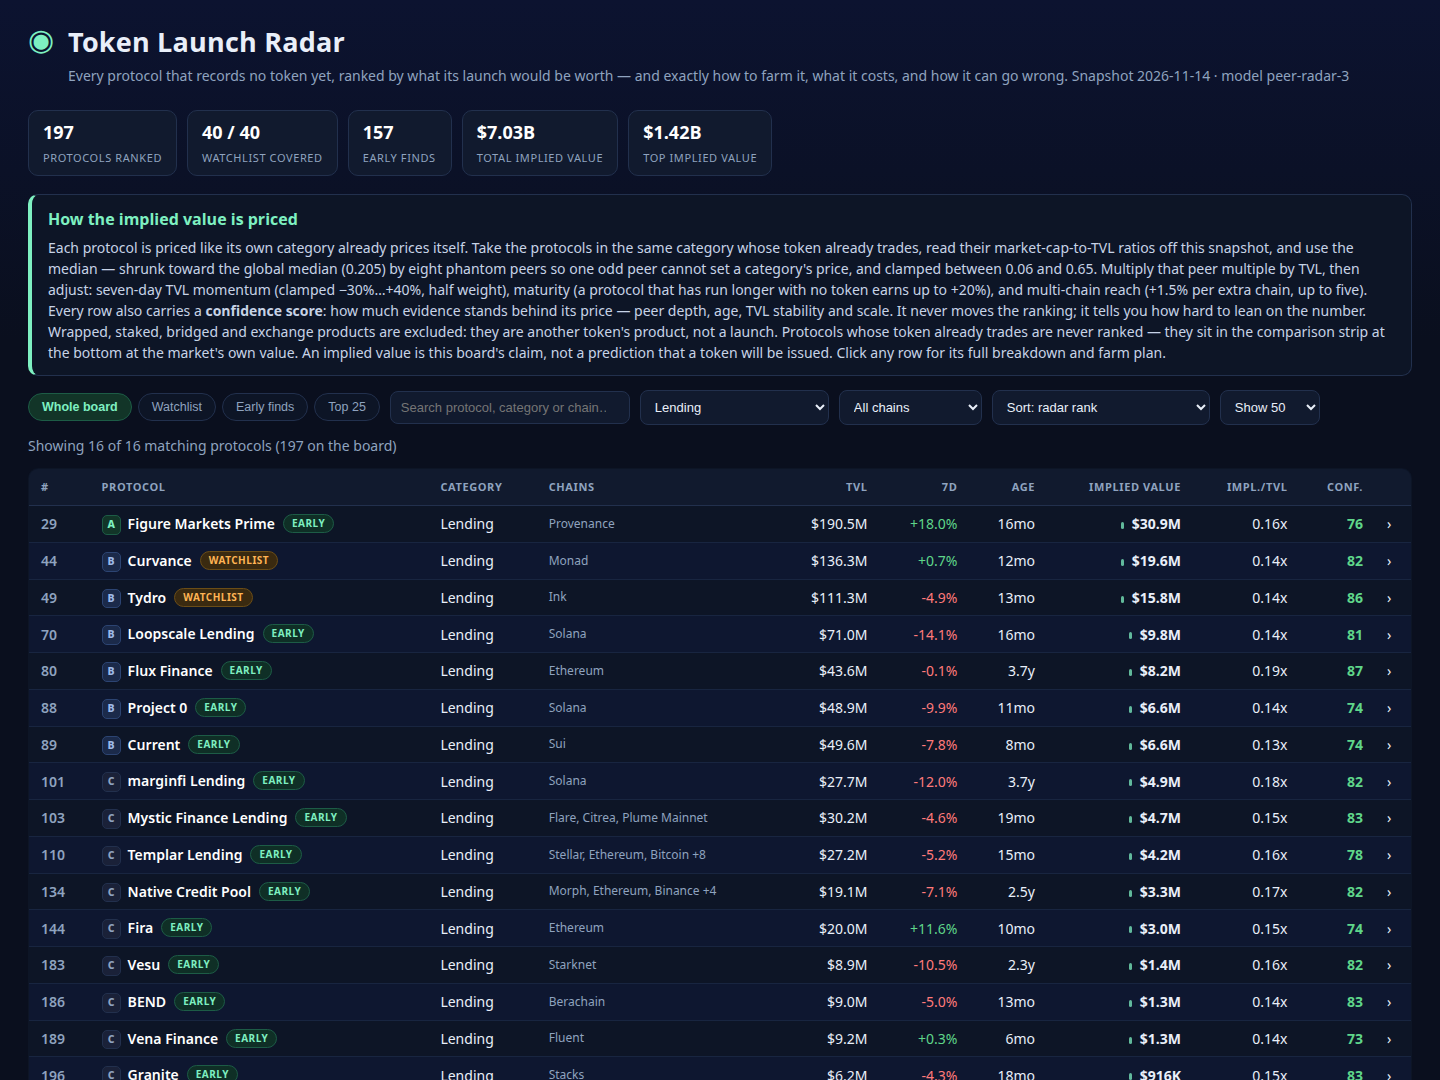 Token Launch Radar
Every protocol that records no token yet, ranked by what its launch would be worth — and exactly how to farm it, what it costs, and how it can go wrong. Snapshot 2026-11-14 · model peer-radar-3
197
PROTOCOLS RANKED
40 / 40
WATCHLIST COVERED
157
EARLY FINDS
$7.03B
TOTAL IMPLIED VALUE
$1.42B
TOP IMPLIED VALUE
How the implied value is priced
Each protocol is priced like its own category already prices itself. Take the protocols in the same category whose token already trades, read their market-cap-to-TVL ratios off this snapshot, and use the
median — shrunk toward the global median (0.205) by eight phantom peers so one odd peer cannot set a category's price, and clamped between 0.06 and 0.65. Multiply that peer multiple by TVL, then
adjust: seven-day TVL momentum (clamped −30%…+40%, half weight), maturity (a protocol that has run longer with no token earns up to +20%), and multi-chain reach (+1.5% per extra chain, up to five).
Every row also carries a confidence score: how much evidence stands behind its price — peer depth, age, TVL stability and scale. It never moves the ranking; it tells you how hard to lean on the number.
Wrapped, staked, bridged and exchange products are excluded: they are another token's product, not a launch. Protocols whose token already trades are never ranked — they sit in the comparison strip at
the bottom at the market's own value. An implied value is this board's claim, not a prediction that a token will be issued. Click any row for its full breakdown and farm plan.
Whole board Watchlist Early finds Top 25 Search protocol, category or chain.. Lending All chains Sort: radar rank Show 50
Showing 16 of 16 matching protocols (197 on the board)
# PROTOCOL CATEGORY CHAINS TVL 7D AGE IMPLIED VALUE IMPL./TVL CONF.
29 A Figure Markets Prime EARLY Lending Provenance $190.5M +18.0% 16mo $30.9M 0.16x 76 ›
44 B Curvance WATCHLIST Lending Monad $136.3M +0.7% 12mo $19.6M 0.14x 82 ›
49 B Tydro WATCHLIST Lending Ink $111.3M -4.9% 13mo $15.8M 0.14x 86 ›
70 B Loopscale Lending EARLY Lending Solana $71.0M -14.1% 16mo $9.8M 0.14x 81 ›
80 B Flux Finance EARLY Lending Ethereum $43.6M -0.1% 3.7y $8.2M 0.19x 87 ›
88 B Project 0 EARLY Lending Solana $48.9M -9.9% 11mo $6.6M 0.14x 74 ›
89 B Current EARLY Lending Sui $49.6M -7.8% 8mo $6.6M 0.13x 74 ›
101 C marginfi Lending EARLY Lending Solana $27.7M -12.0% 3.7y $4.9M 0.18x 82 ›
103 C Mystic Finance Lending EARLY Lending Flare, Citrea, Plume Mainnet $30.2M -4.6% 19mo $4.7M 0.15x 83 ›
110 C Templar Lending EARLY Lending Stellar, Ethereum, Bitcoin +8 $27.2M -5.2% 15mo $4.2M 0.16x 78 ›
134 C Native Credit Pool EARLY Lending Morph, Ethereum, Binance +4 $19.1M -7.1% 2.5y $3.3M 0.17x 82 ›
144 C Fira EARLY Lending Ethereum $20.0M +11.6% 10mo $3.0M 0.15x 74 ›
183 C Vesu EARLY Lending Starknet $8.9M -10.5% 2.3y $1.4M 0.16x 82 ›
186 C BEND EARLY Lending Berachain $9.0M -5.0% 13mo $1.3M 0.14x 83 ›
189 C Vena Finance EARLY Lending Fluent $9.2M +0.3% 6mo $1.3M 0.14x 73 ›
196 C Granite EARLY Lending Stacks $6.2M -4.3% 18mo $916K 0.15x 83 ›